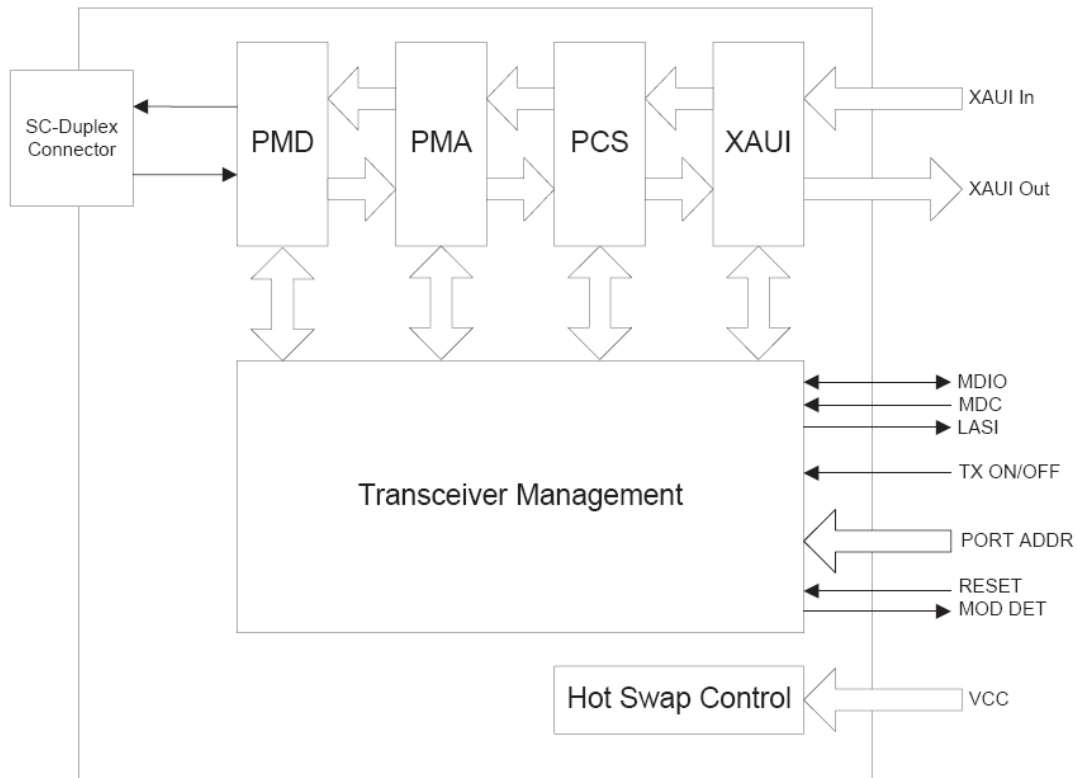 SC-Duplex
Connector
PMD
PMA
PCS
XAUI
XAUI In
XAUI Out
Transceiver Management
MDIO
MDC
LASI
TX ON/OFF
PORT ADDR
RESET
MOD DET
Hot Swap Control
VCC